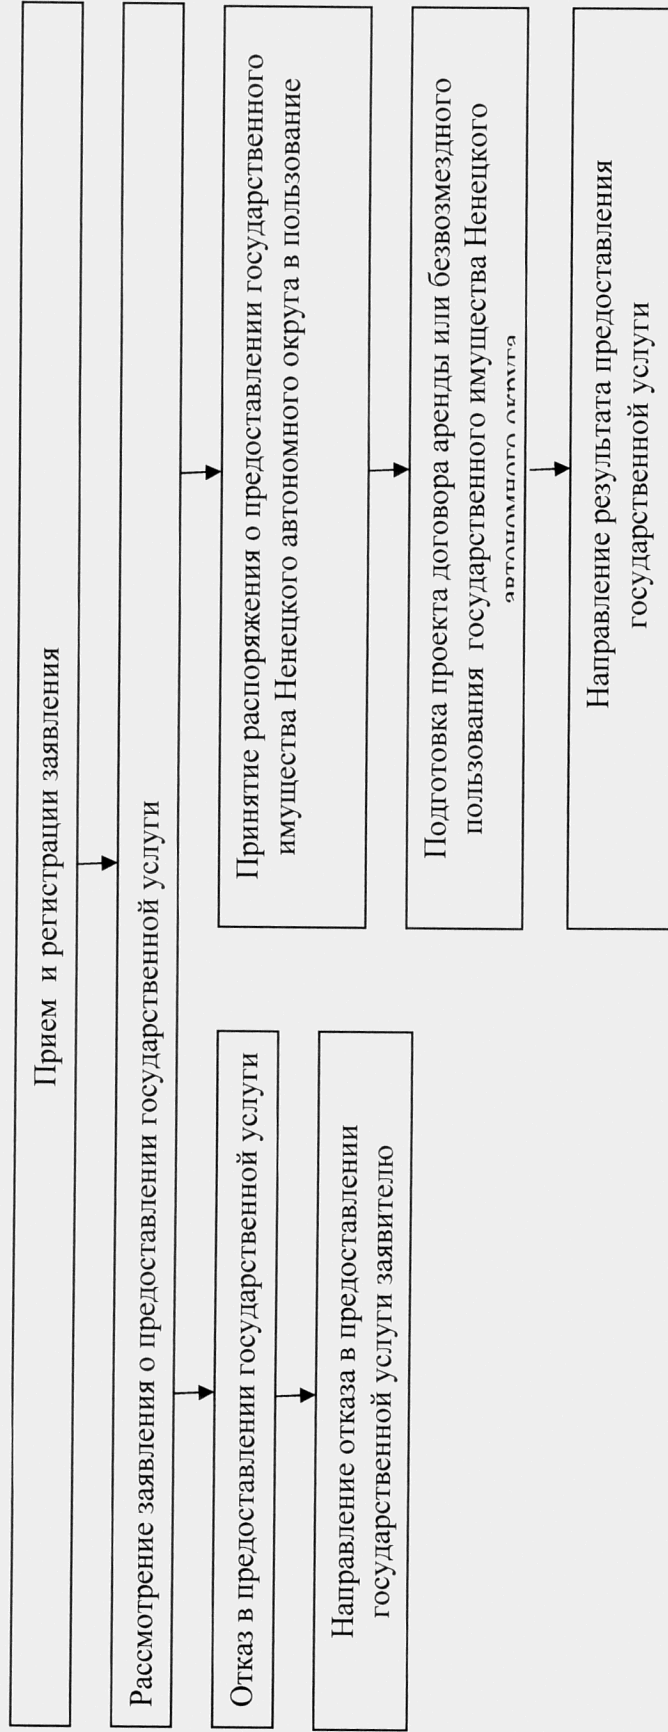 Прием и регистрации заявления
Рассмотрение заявления о предоставлении государственной услуги
Отказ в предоставлении государственной услуги
Направление отказа в предоставлении
государственной услуги заявителю
Принятие распоряжения о предоставлении государственного
имущества Ненецкого автономного округа в пользование
Подготовка проекта договора аренды или безвозмездного
пользования государственного имущества Ненецкого
автономного округа
Направление результата предоставления
государственной услуги